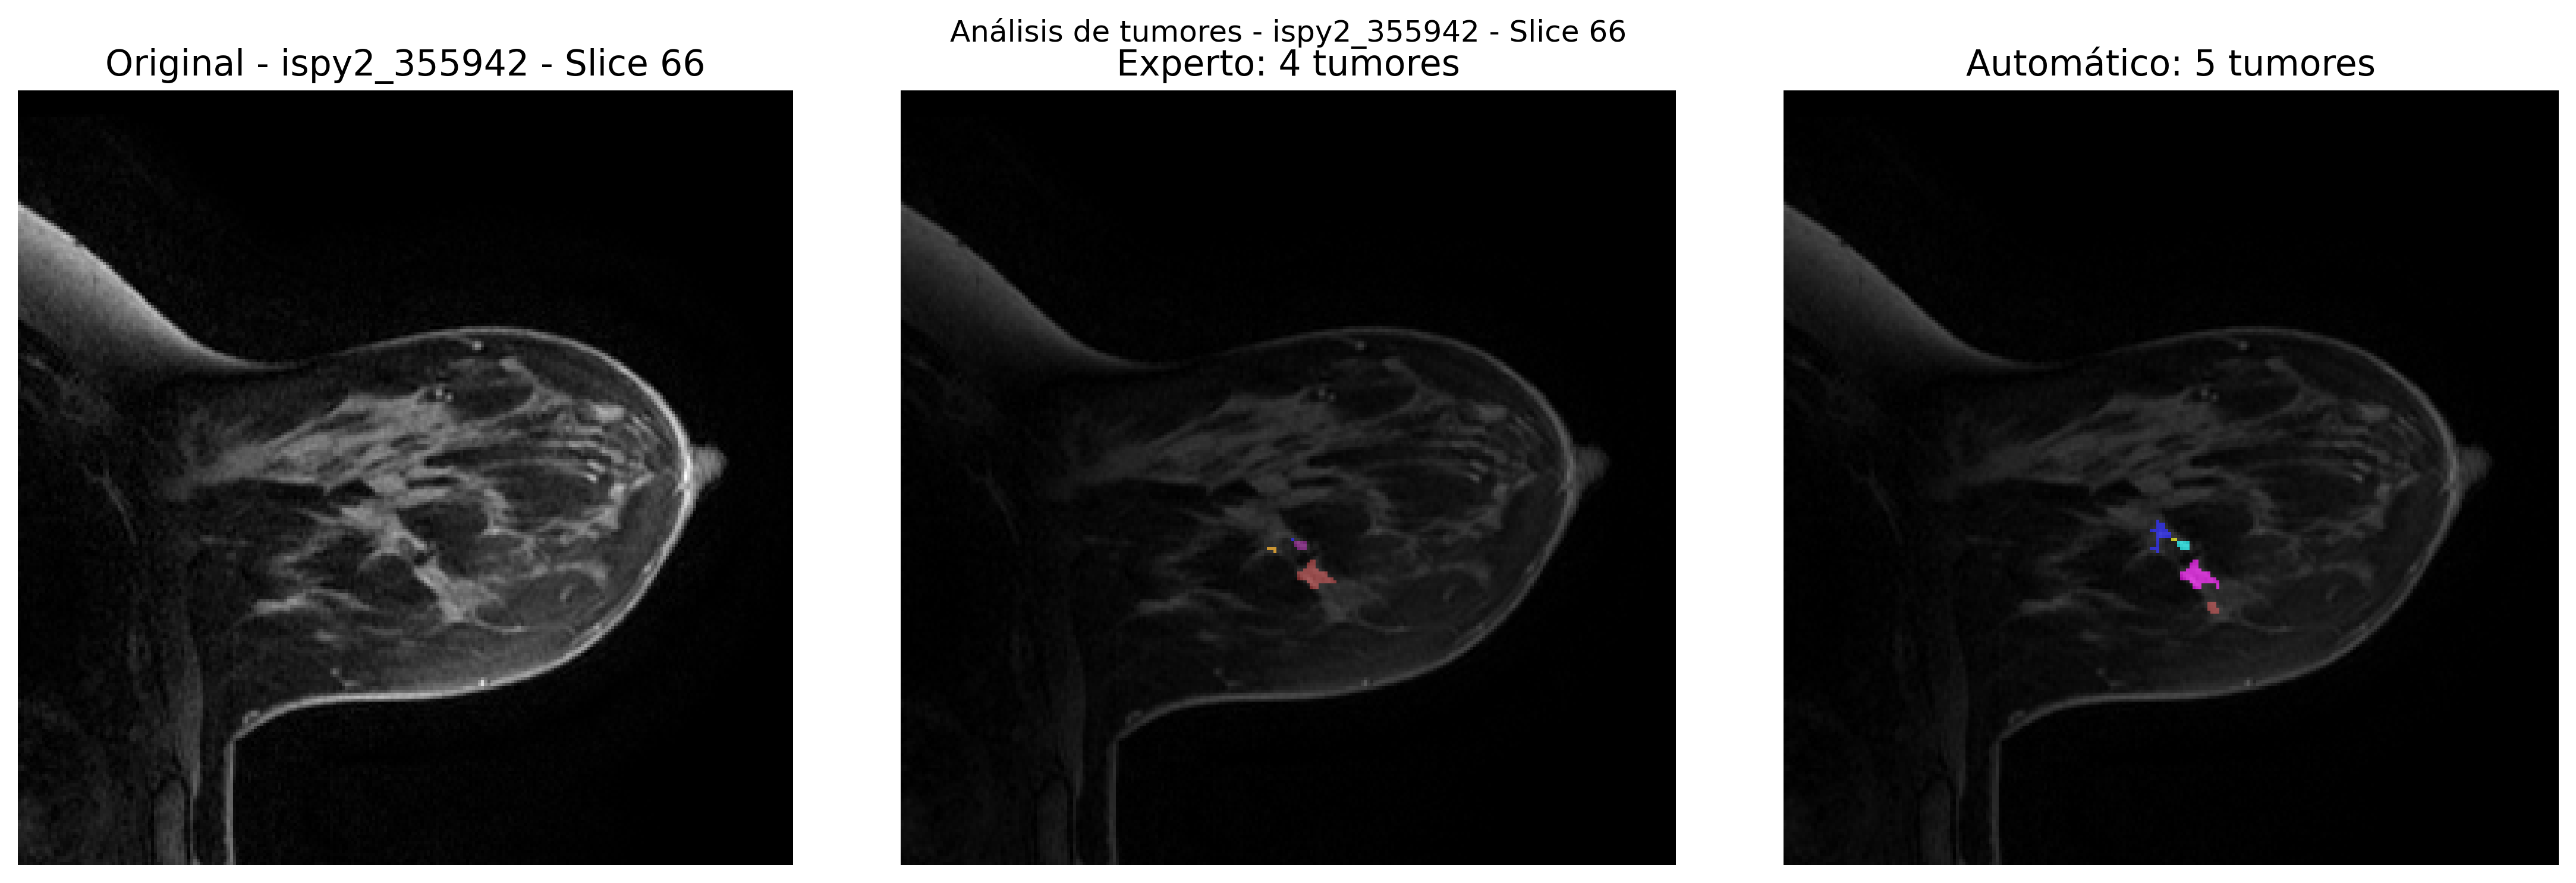 Análisis de tumores - ispy2_355942 - Slice 66
Original - ispy2_355942 - Slice 66
Experto: 4 tumores
Automático: 5 tumores